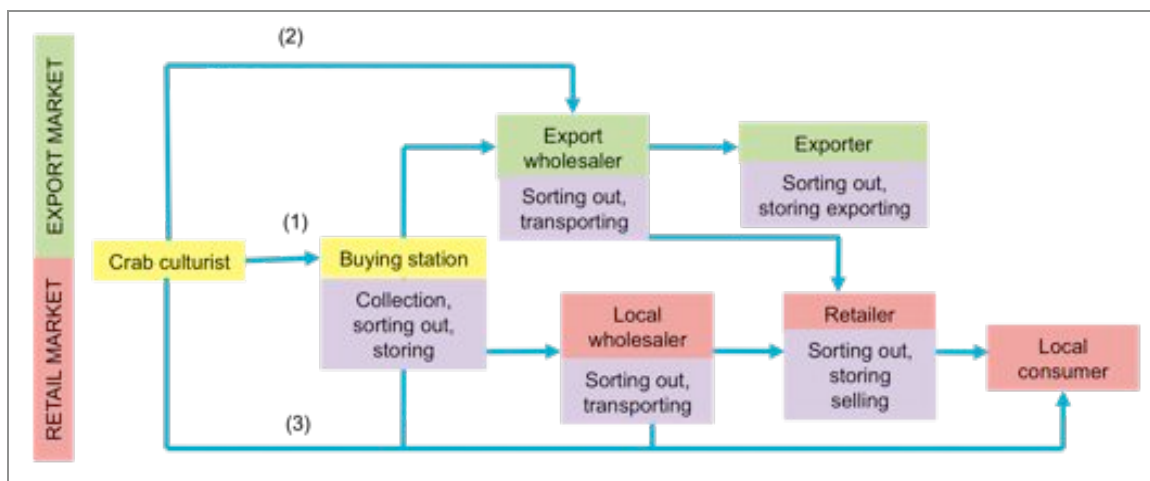 EXPORT MARKET
RETAIL MARKET
(2)
Export
wholesaler
Sorting out,
transporting
Exporter
Sorting out,
storing exporting
(1)
Crab culturist
Buying station
Collection,
sorting out,
storing
Local
wholesaler
Sorting out,
transporting
Retailer
Sorting out,
storing
selling
Local
consumer
(3)